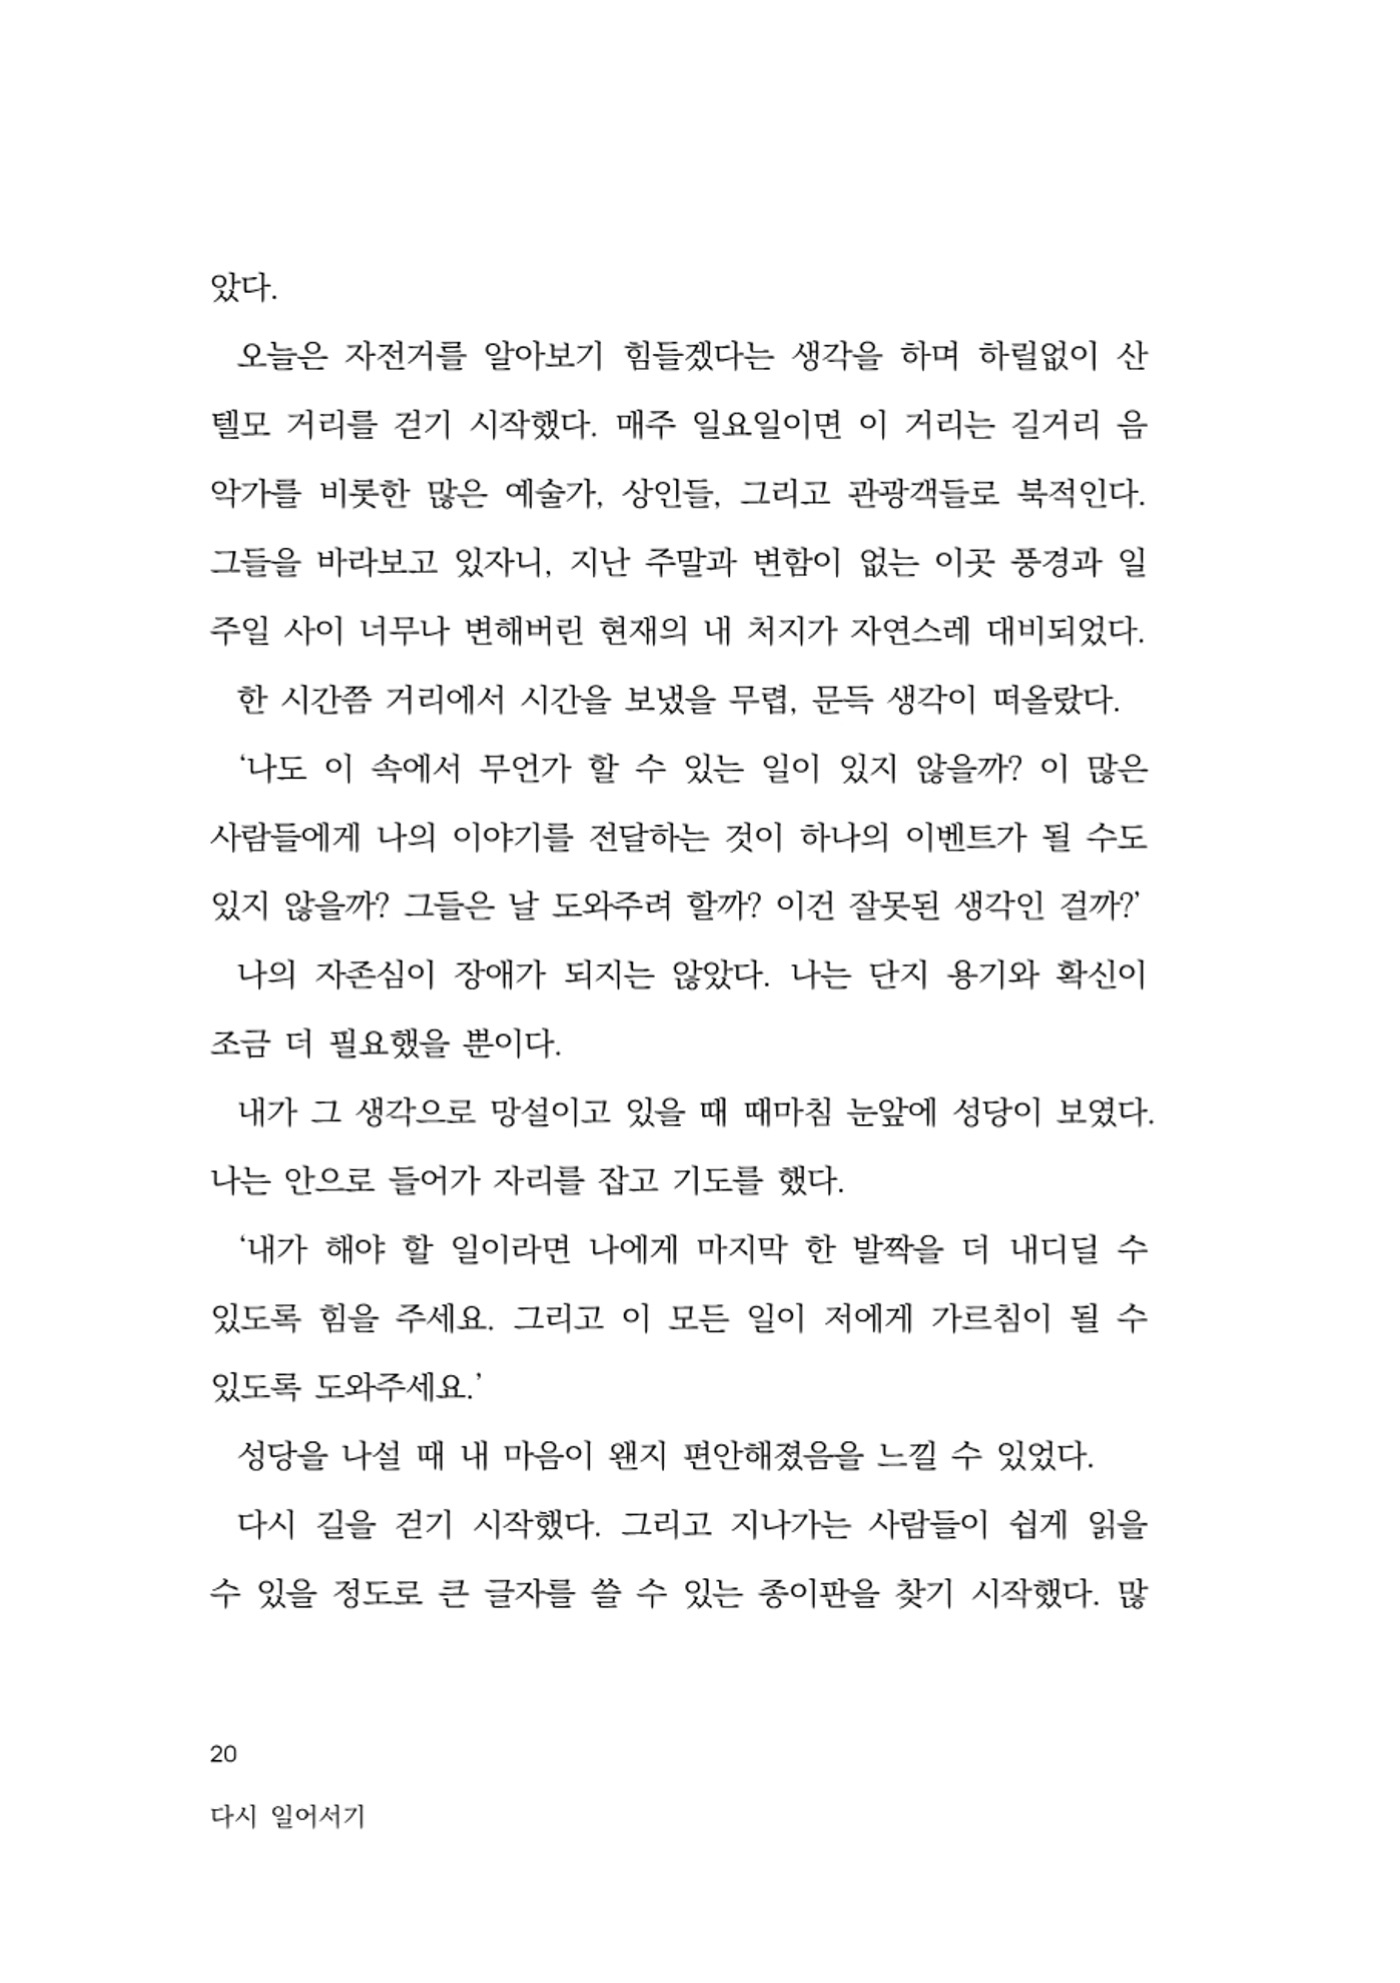 았다.
오늘은 자전거를 알아보기 힘들겠다는 생각을 하며 하릴없이 산
텔모 거리를 걷기 시작했다. 매주 일요일이면 이 거리는 길거리 음
악가를 비롯한 많은 예술가, 상인들, 그리고 관광객들로 북적인다.
그들을 바라보고 있자니, 지난 주말과 변함이 없는 이곳 풍경과 일
주일 사이 너무나 변해버린 현재의 내 처지가 자연스레 대비되었다.
한 시간쯤 거리에서 시간을 보냈을 무렵, 문득 생각이 떠올랐다.
‘나도 이 속에서 무언가 할 수 있는 일이 있지 않을까? 이 많은
사람들에게 나의 이야기를 전달하는 것이 하나의 이벤트가 될 수도
있지 않을까? 그들은 날 도와주려 할까? 이건 잘못된 생각인 걸까?’
나의 자존심이 장애가 되지는 않았다. 나는 단지 용기와 확신이
조금 더 필요했을 뿐이다.
내가 그 생각으로 망설이고 있을 때 때마침 눈앞에 성당이 보였다.
나는 안으로 들어가 자리를 잡고 기도를 했다.
‘내가 해야 할 일이라면 나에게 마지막 한 발짝을 더 내디딜 수
있도록 힘을 주세요. 그리고 이 모든 일이 저에게 가르침이 될 수
있도록 도와주세요.’
성당을 나설 때 내 마음이 왠지 편안해졌음을 느낄 수 있었다.
다시 길을 걷기 시작했다. 그리고 지나가는 사람들이 쉽게 읽을
수 있을 정도로 큰 글자를 쓸 수 있는 종이판을 찾기 시작했다. 많
20
다시 일어서기